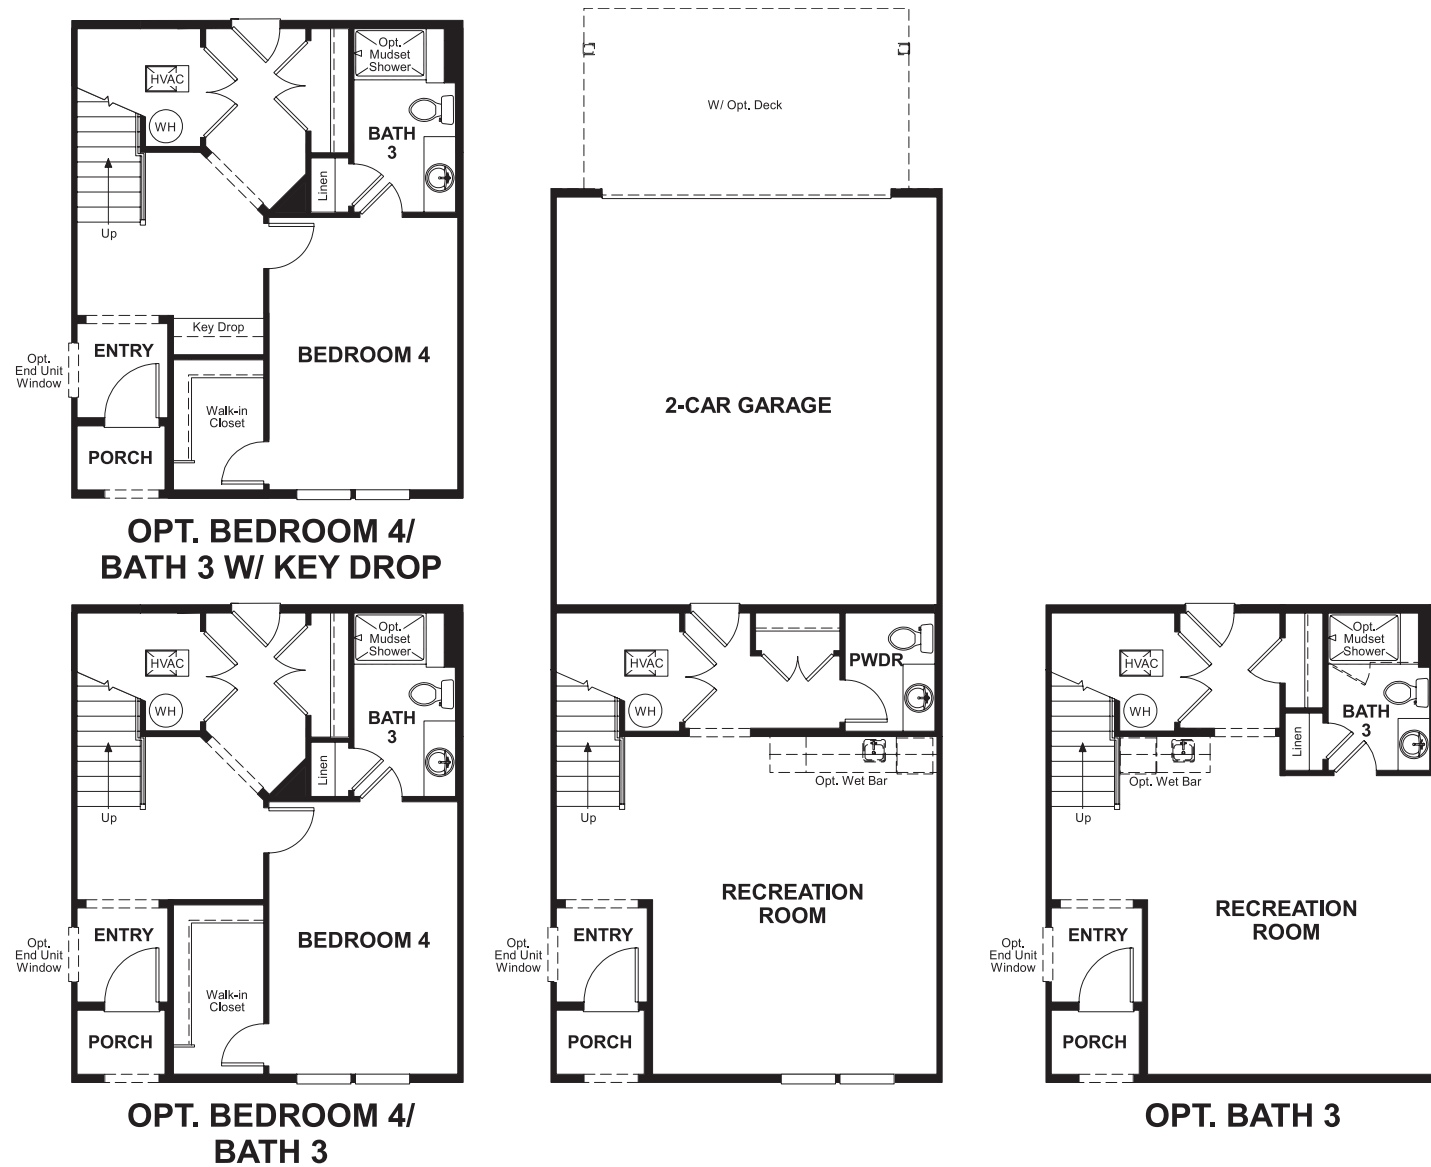 Opt.
Mudset
Shower
HVAC
WH
BATH
3
Linen
Up
Key Drop
ENTRY
BEDROOM 4
Opt.
End Unit
Window
Walk-in
Closet
PORCH
OPT. BEDROOM 4/
BATH 3 W/ KEY DROP
Opt.
Mudset
Shower
HVAC
WH
BATH
3
Linen
Up
ENTRY
BEDROOM 4
Opt.
End Unit
Window
Walk-in
Closet
PORCH
OPT. BEDROOM 4/
BATH 3
W/ Opt. Deck
2-CAR GARAGE
HVAC
PWDR
WH
Opt. Wet Bar
Up
RECREATION
ROOM
ENTRY
Opt.
End Unit
Window
PORCH
Opt.
Mudset
Shower
HVAC
WH
BATH
3
Linen
Opt. Wet Bar
Up
RECREATION
ROOM
ENTRY
Opt.
End Unit
Window
PORCH
OPT. BATH 3